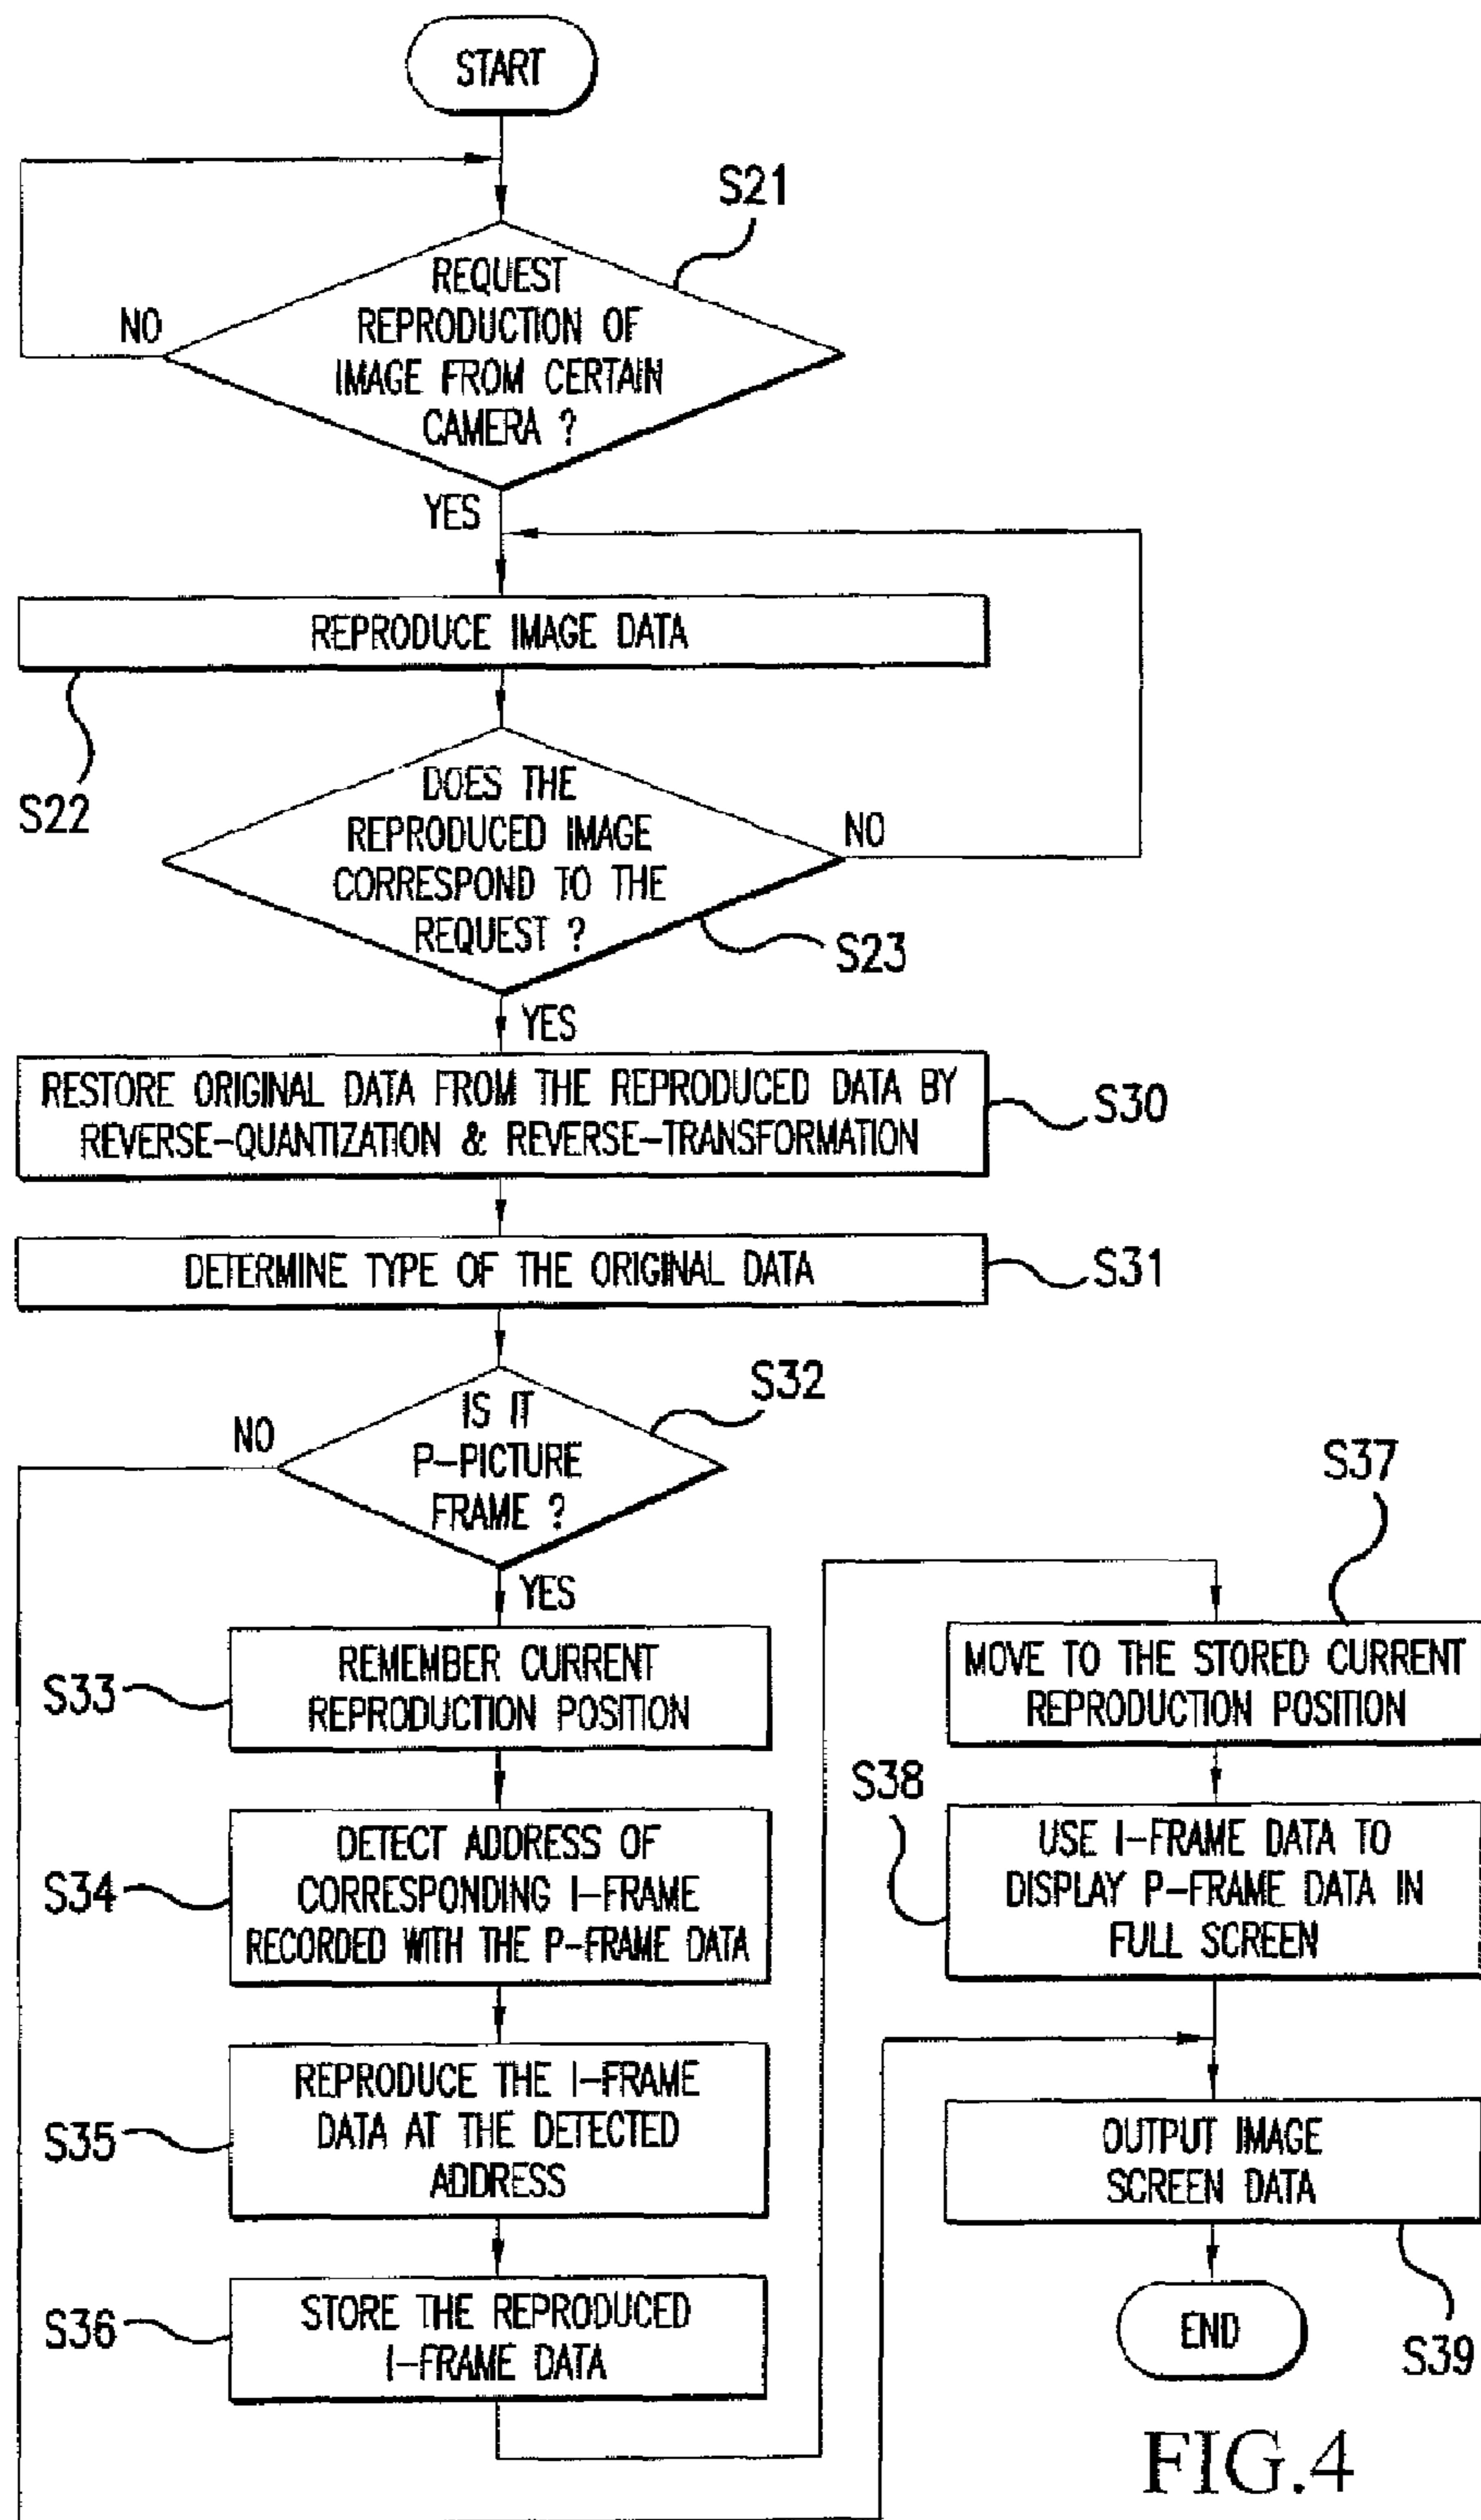 START
S21
REQUEST
REPRODUCTION OF
IMAGE FROM CERTAIN
CAMERA ?
NO
YES
REPRODUCE IMAGE DATA
S22
DOES THE
REPRODUCED IMAGE
CORRESPOND TO THE
REQUEST ?
NO
S23
YES
RESTORE ORIGINAL DATA FROM THE REPRODUCED DATA BY
REVERSE-QUANTIZATION & REVERSE-TRANSFORMATION
S30
DETERMINE TYPE OF THE ORIGINAL DATA
S31
S32
IS IT
P-PICTURE
FRAME ?
NO
YES
S33
REMEMBER CURRENT
REPRODUCTION POSITION
S34
DETECT ADDRESS OF
CORRESPONDING I-FRAME
RECORDED WITH THE P-FRAME DATA
S35
REPRODUCE THE I-FRAME
DATA AT THE DETECTED
ADDRESS
S36
STORE THE REPRODUCED
I-FRAME DATA
S37
MOVE TO THE STORED CURRENT
REPRODUCTION POSITION
S38
USE I-FRAME DATA TO
DISPLAY P-FRAME DATA IN
FULL SCREEN
OUTPUT IMAGE
SCREEN DATA
S39
END
FIG.4